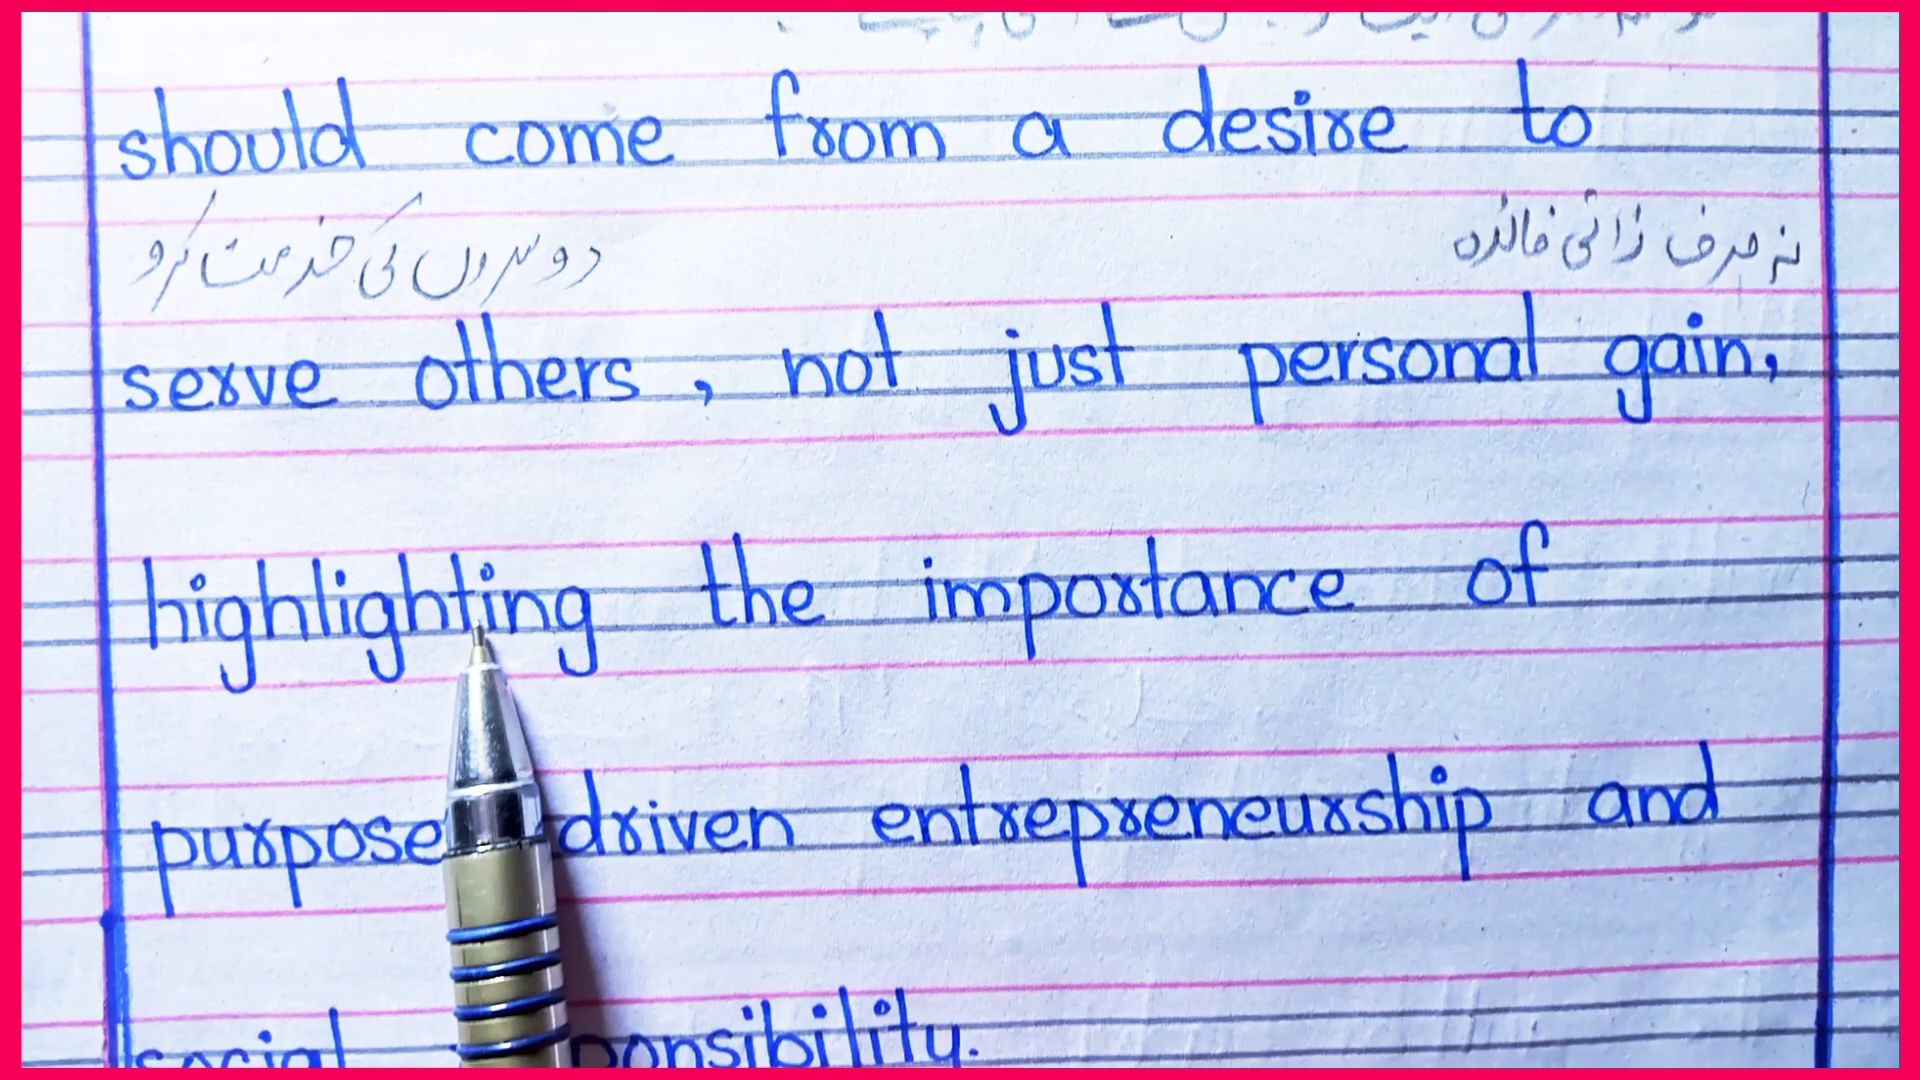 should come from a desire to
دوسروں کی خدمت کرو
نہ صرف ذاتی فائدہ
serve others, not just personal gain,
highlighting the importance of
purpose driven entrepreneurship and
social ponsibility.